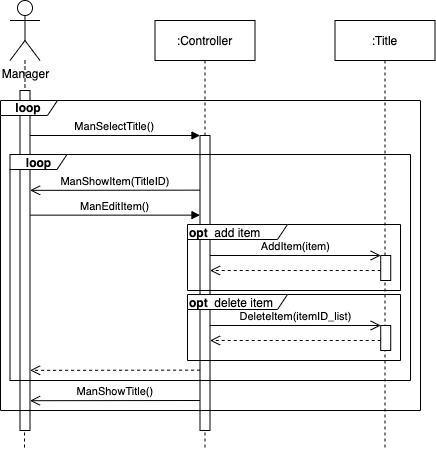 :Controller
:Title
Manager
loop
ManSelectTitle()
loop
ManShowItem(TitleID)
ManEditItem()
opt add item
AddItem(item)
opt delete item
DeleteItem(itemID_list)
ManShowTitle()